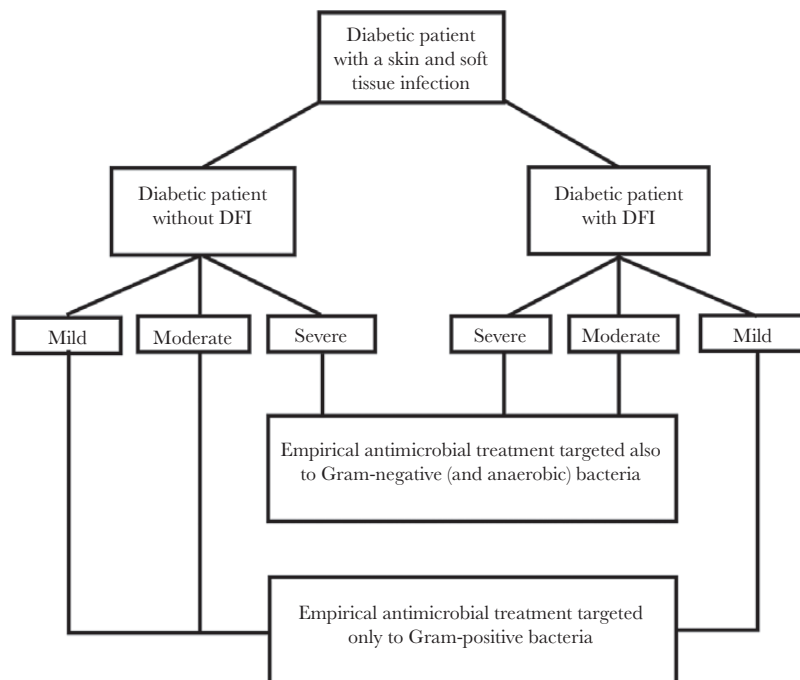 Diabetic patient
with a skin and soft
tissue infection
Diabetic patient
without DFI
Diabetic patient
with DFI
Mild
Moderate
Severe
Severe
Moderate
Mild
Empirical antimicrobial treatment targeted also
to Gram-negative (and anaerobic) bacteria
Empirical antimicrobial treatment targeted
only to Gram-positive bacteria